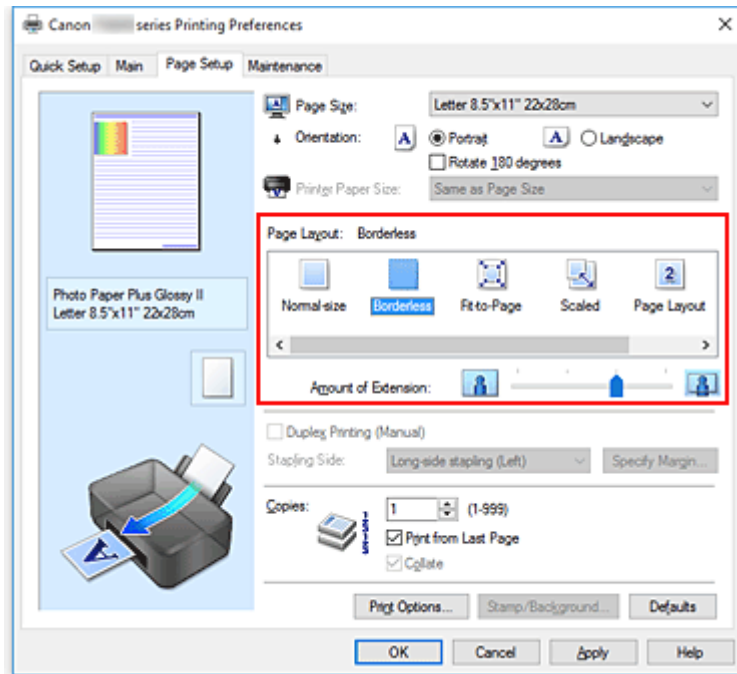 Canon series Printing Preferences
Quick Setup Main Page Setup Maintenance
Page Size: Letter 8.5"x11" 22x28cm
Orientation: A Portrait A Landscape
Rotate 180 degrees
Printer Paper Size: Same as Page Size
Page Layout: Borderless
2
Normal-size Borderless Fit-to-Page Scaled Page Layout
Photo Paper Plus Glossy II
Letter 8.5"x11" 22x28cm
Amount of Extension:
Duplex Printing (Manual)
Stapling Side: Long-side stapling (Left) Specify Margin...
Copies: 1 (1-999)
Print from Last Page
Collate
A
Print Options... Stamp/Background... Defaults
OK Cancel Apply Help